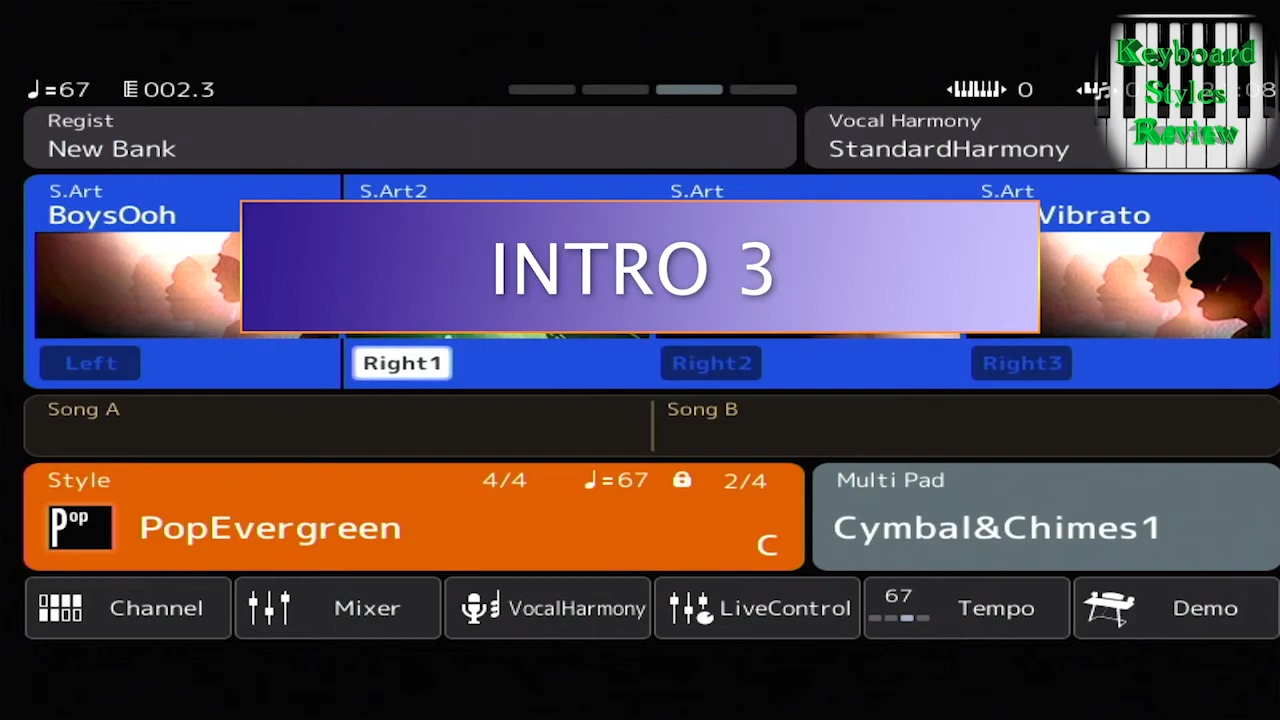 ♩=67 002.3 0 :08
Keyboard
Styles
Review
Regist
New Bank
Vocal Harmony
StandardHarmony
S.Art
BoysOoh
S.Art2
S.Art
S.Art
Vibrato
INTRO 3
Left
Right1
Right2
Right3
Song A
Song B
Style 4/4 ♩=67 2/4
Pop
PopEvergreen
C
Multi Pad
Cymbal&Chimes1
Channel
Mixer
VocalHarmony
LiveControl
67 Tempo
Demo